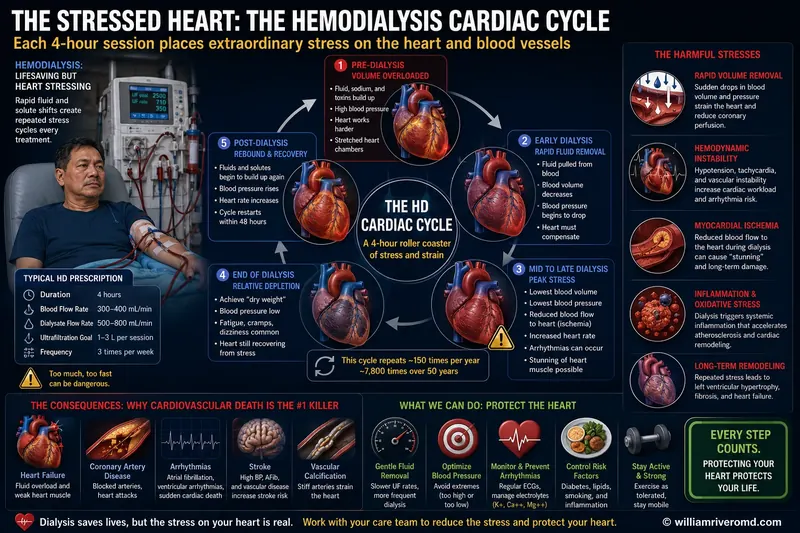 THE STRESSED HEART: THE HEMODIALYSIS CARDIAC CYCLE
Each 4-hour session places extraordinary stress on the heart and blood vessels
HEMODIALYSIS:
LIFESAVING BUT
HEART STRESSING
Rapid fluid and
solute shifts create
repeated stress
cycles every
treatment.
UF Goal 2500
UF Rate 710
350
1 PRE-DIALYSIS
VOLUME OVERLOADED
• Fluid, sodium, and
toxins build up
• High blood pressure
• Heart works
harder
• Stretched heart
chambers
2 EARLY DIALYSIS
RAPID FLUID REMOVAL
• Fluid pulled from
blood
• Blood volume
decreases
• Blood pressure
begins to drop
• Heart must
compensate
3 MID TO LATE DIALYSIS
PEAK STRESS
• Lowest blood volume
• Lowest blood pressure
• Reduced blood flow
to heart (ischemia)
• Increased heart rate
• Arrhythmias can occur
• Stunning of heart
muscle possible
4 END OF DIALYSIS
RELATIVE DEPLETION
• Achieve "dry weight"
• Blood pressure low
• Fatigue, cramps,
dizziness common
• Heart still recovering
from stress
5 POST-DIALYSIS
REBOUND & RECOVERY
• Fluids and solutes
begin to build up again
• Blood pressure rises
• Heart rate increases
• Cycle restarts
within 48 hours
THE HD
CARDIAC CYCLE
A 4-hour roller coaster
of stress and strain
This cycle repeats ~150 times per year
~7,800 times over 50 years
TYPICAL HD PRESCRIPTION
Duration 4 hours
Blood Flow Rate 300–400 mL/min
Dialysate Flow Rate 500–800 mL/min
Ultrafiltration Goal 1–3 L per session
Frequency 3 times per week
Too much, too fast
can be dangerous.
THE HARMFUL STRESSES
RAPID VOLUME REMOVAL
Sudden drops in blood
volume and pressure
strain the heart
and reduce coronary
perfusion.
HEMODYNAMIC
INSTABILITY
Hypotension, tachycardia,
and vascular instability
increase cardiac workload
and arrhythmia risk.
MYOCARDIAL ISCHEMIA
Reduced blood flow to
the heart during dialysis
can cause "stunning"
and long-term damage.
INFLAMMATION &
OXIDATIVE STRESS
Dialysis triggers systemic
inflammation that accelerates
atherosclerosis and cardiac
remodeling.
LONG-TERM REMODELING
Repeated stress leads to
left ventricular hypertrophy,
fibrosis, and heart failure.
THE CONSEQUENCES: WHY CARDIOVASCULAR DEATH IS THE #1 KILLER
Heart Failure
Fluid overload and
weak heart muscle
Coronary Artery
Disease
Blocked arteries,
heart attacks
Arrhythmias
Atrial fibrillation,
ventricular arrhythmias,
sudden cardiac death
Stroke
High BP, AFib,
and vascular disease
increase stroke risk
Vascular
Calcification
Stiff arteries strain the
heart
WHAT WE CAN DO: PROTECT THE HEART
Gentle Fluid
Removal
Slower UF rates,
more frequent
dialysis
Optimize
Blood Pressure
Avoid extremes
(too high or
too low)
Monitor & Prevent
Arrhythmias
Regular ECGs,
manage electrolytes
(K+, Ca++, Mg++)
Control Risk
Factors
Diabetes, lipids,
smoking, and
inflammation
Stay Active
& Strong
Exercise as
tolerated,
stay mobile
EVERY STEP
COUNTS.
PROTECTING YOUR
HEART PROTECTS
YOUR LIFE.
Dialysis saves lives, but the stress on your heart is real. Work with your care team to reduce the stress and protect your heart.
© williamriveromd.com